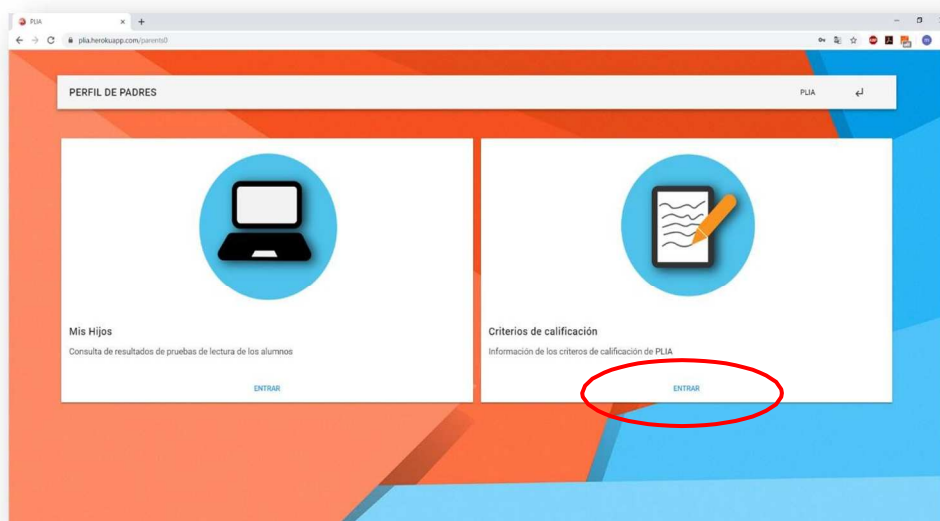 PLIA
plia.herokuapp.com/parents0
PERFIL DE PADRES
PLIA
Mis Hijos
Consulta de resultados de pruebas de lectura de los alumnos
ENTRAR
Criterios de calificación
Información de los criteros de calificación de PLIA
ENTRAR